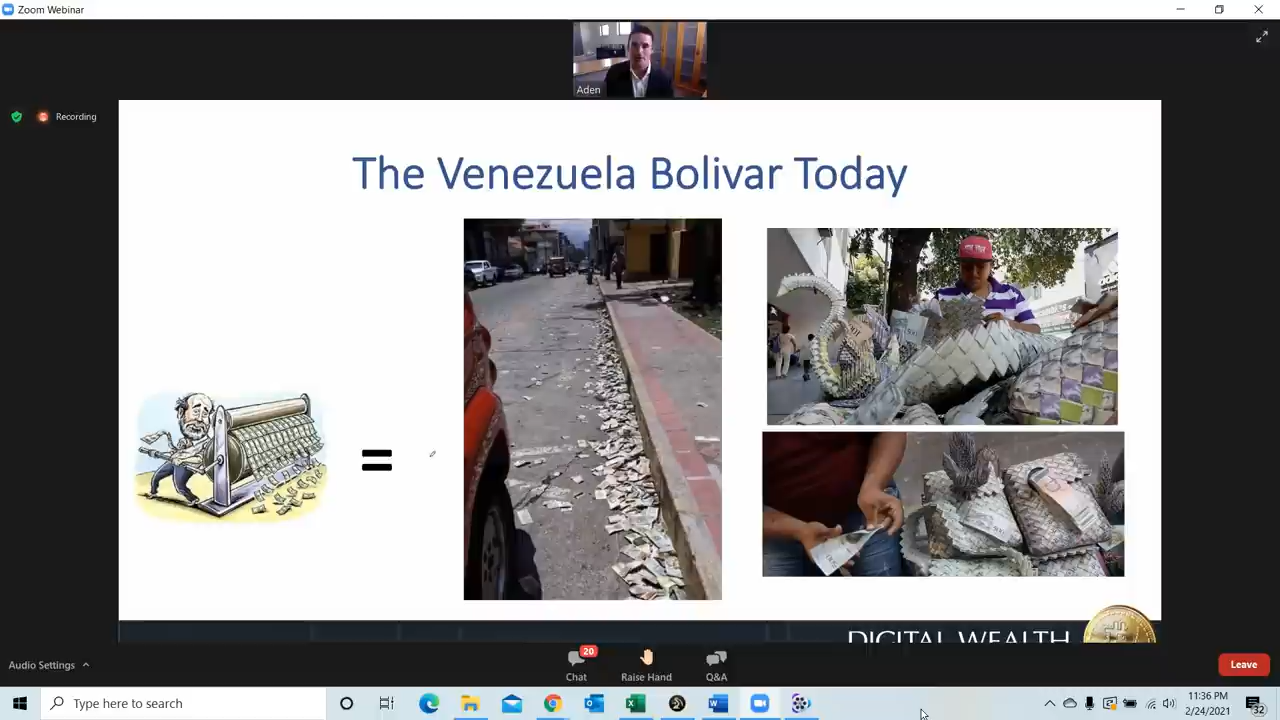 Zoom Webinar
Aden
Recording
The Venezuela Bolivar Today
=
DIGITAL WEALTH
Audio Settings
20
Chat
Raise Hand
Q&A
Leave
Type here to search
11:36 PM
2/24/2021
32